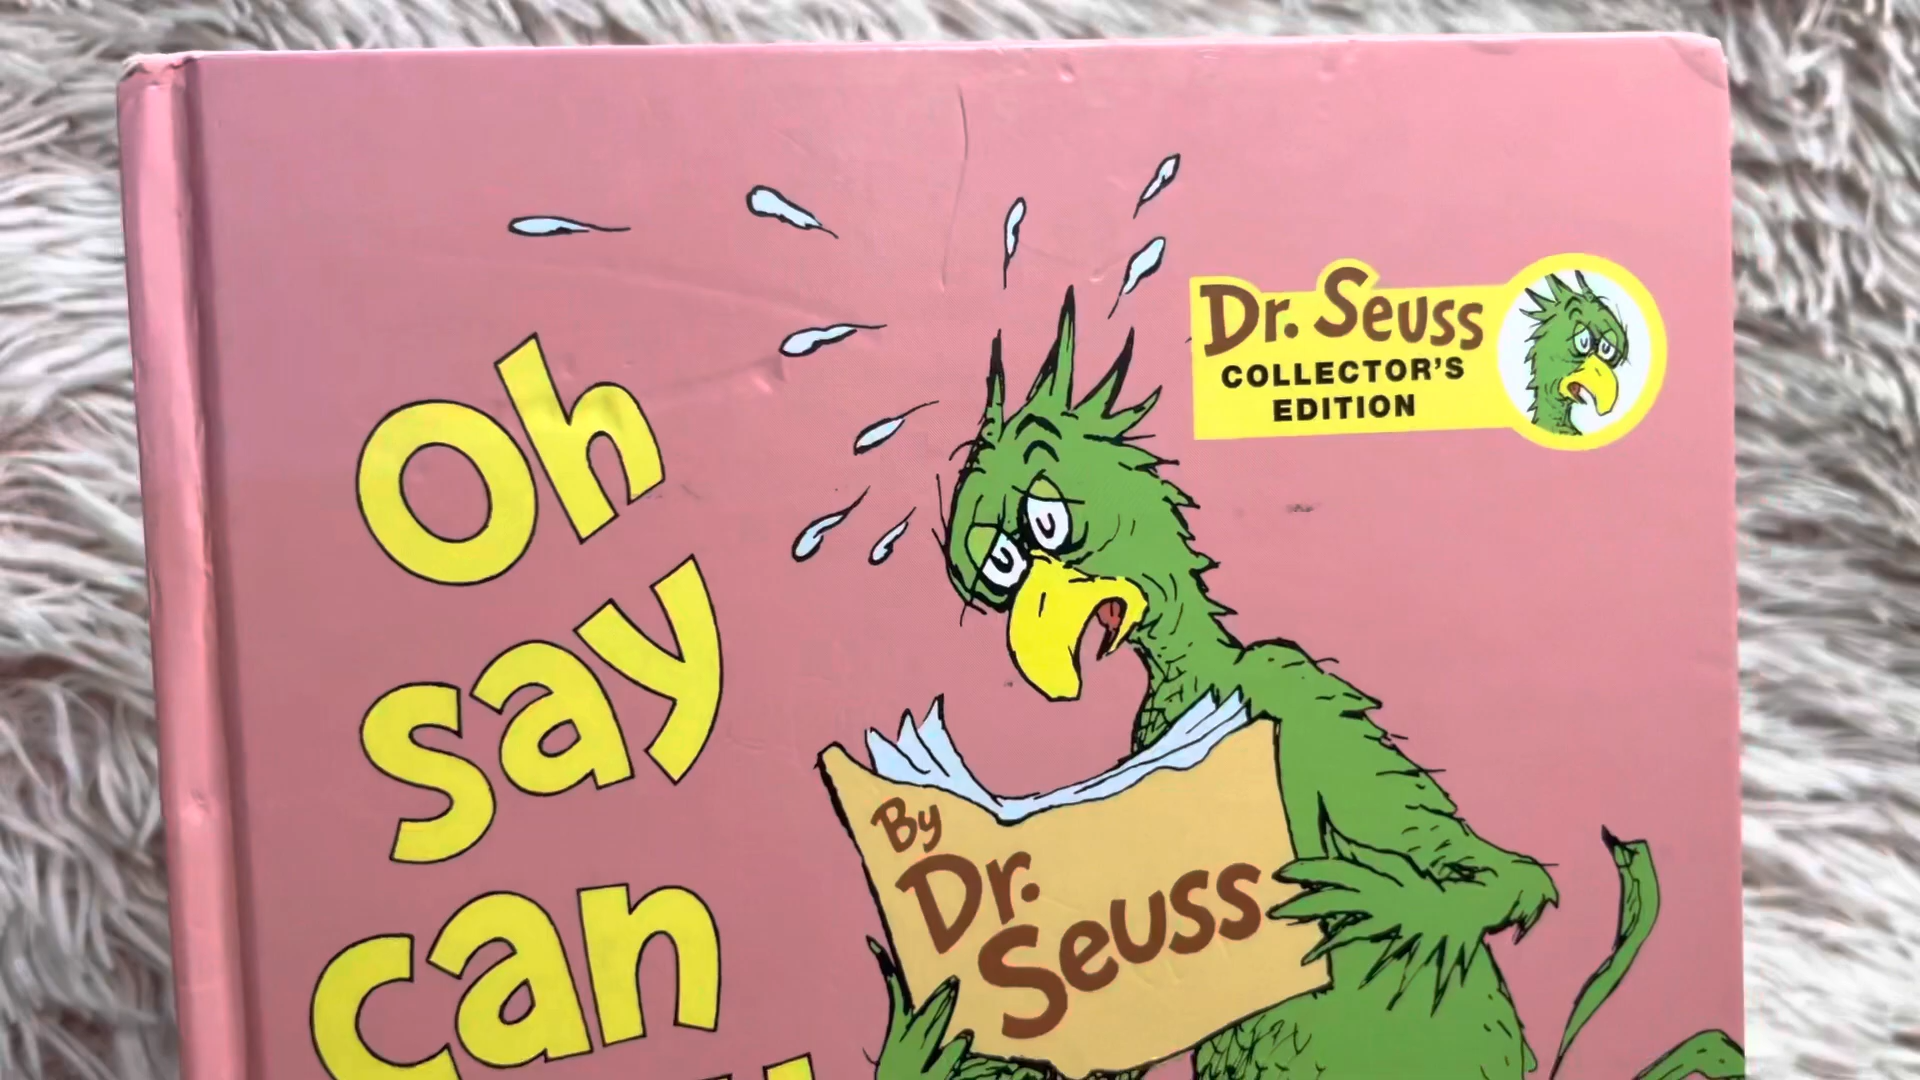 Oh
say
can
Dr. Seuss
COLLECTOR'S
EDITION
By
Dr.
Seuss